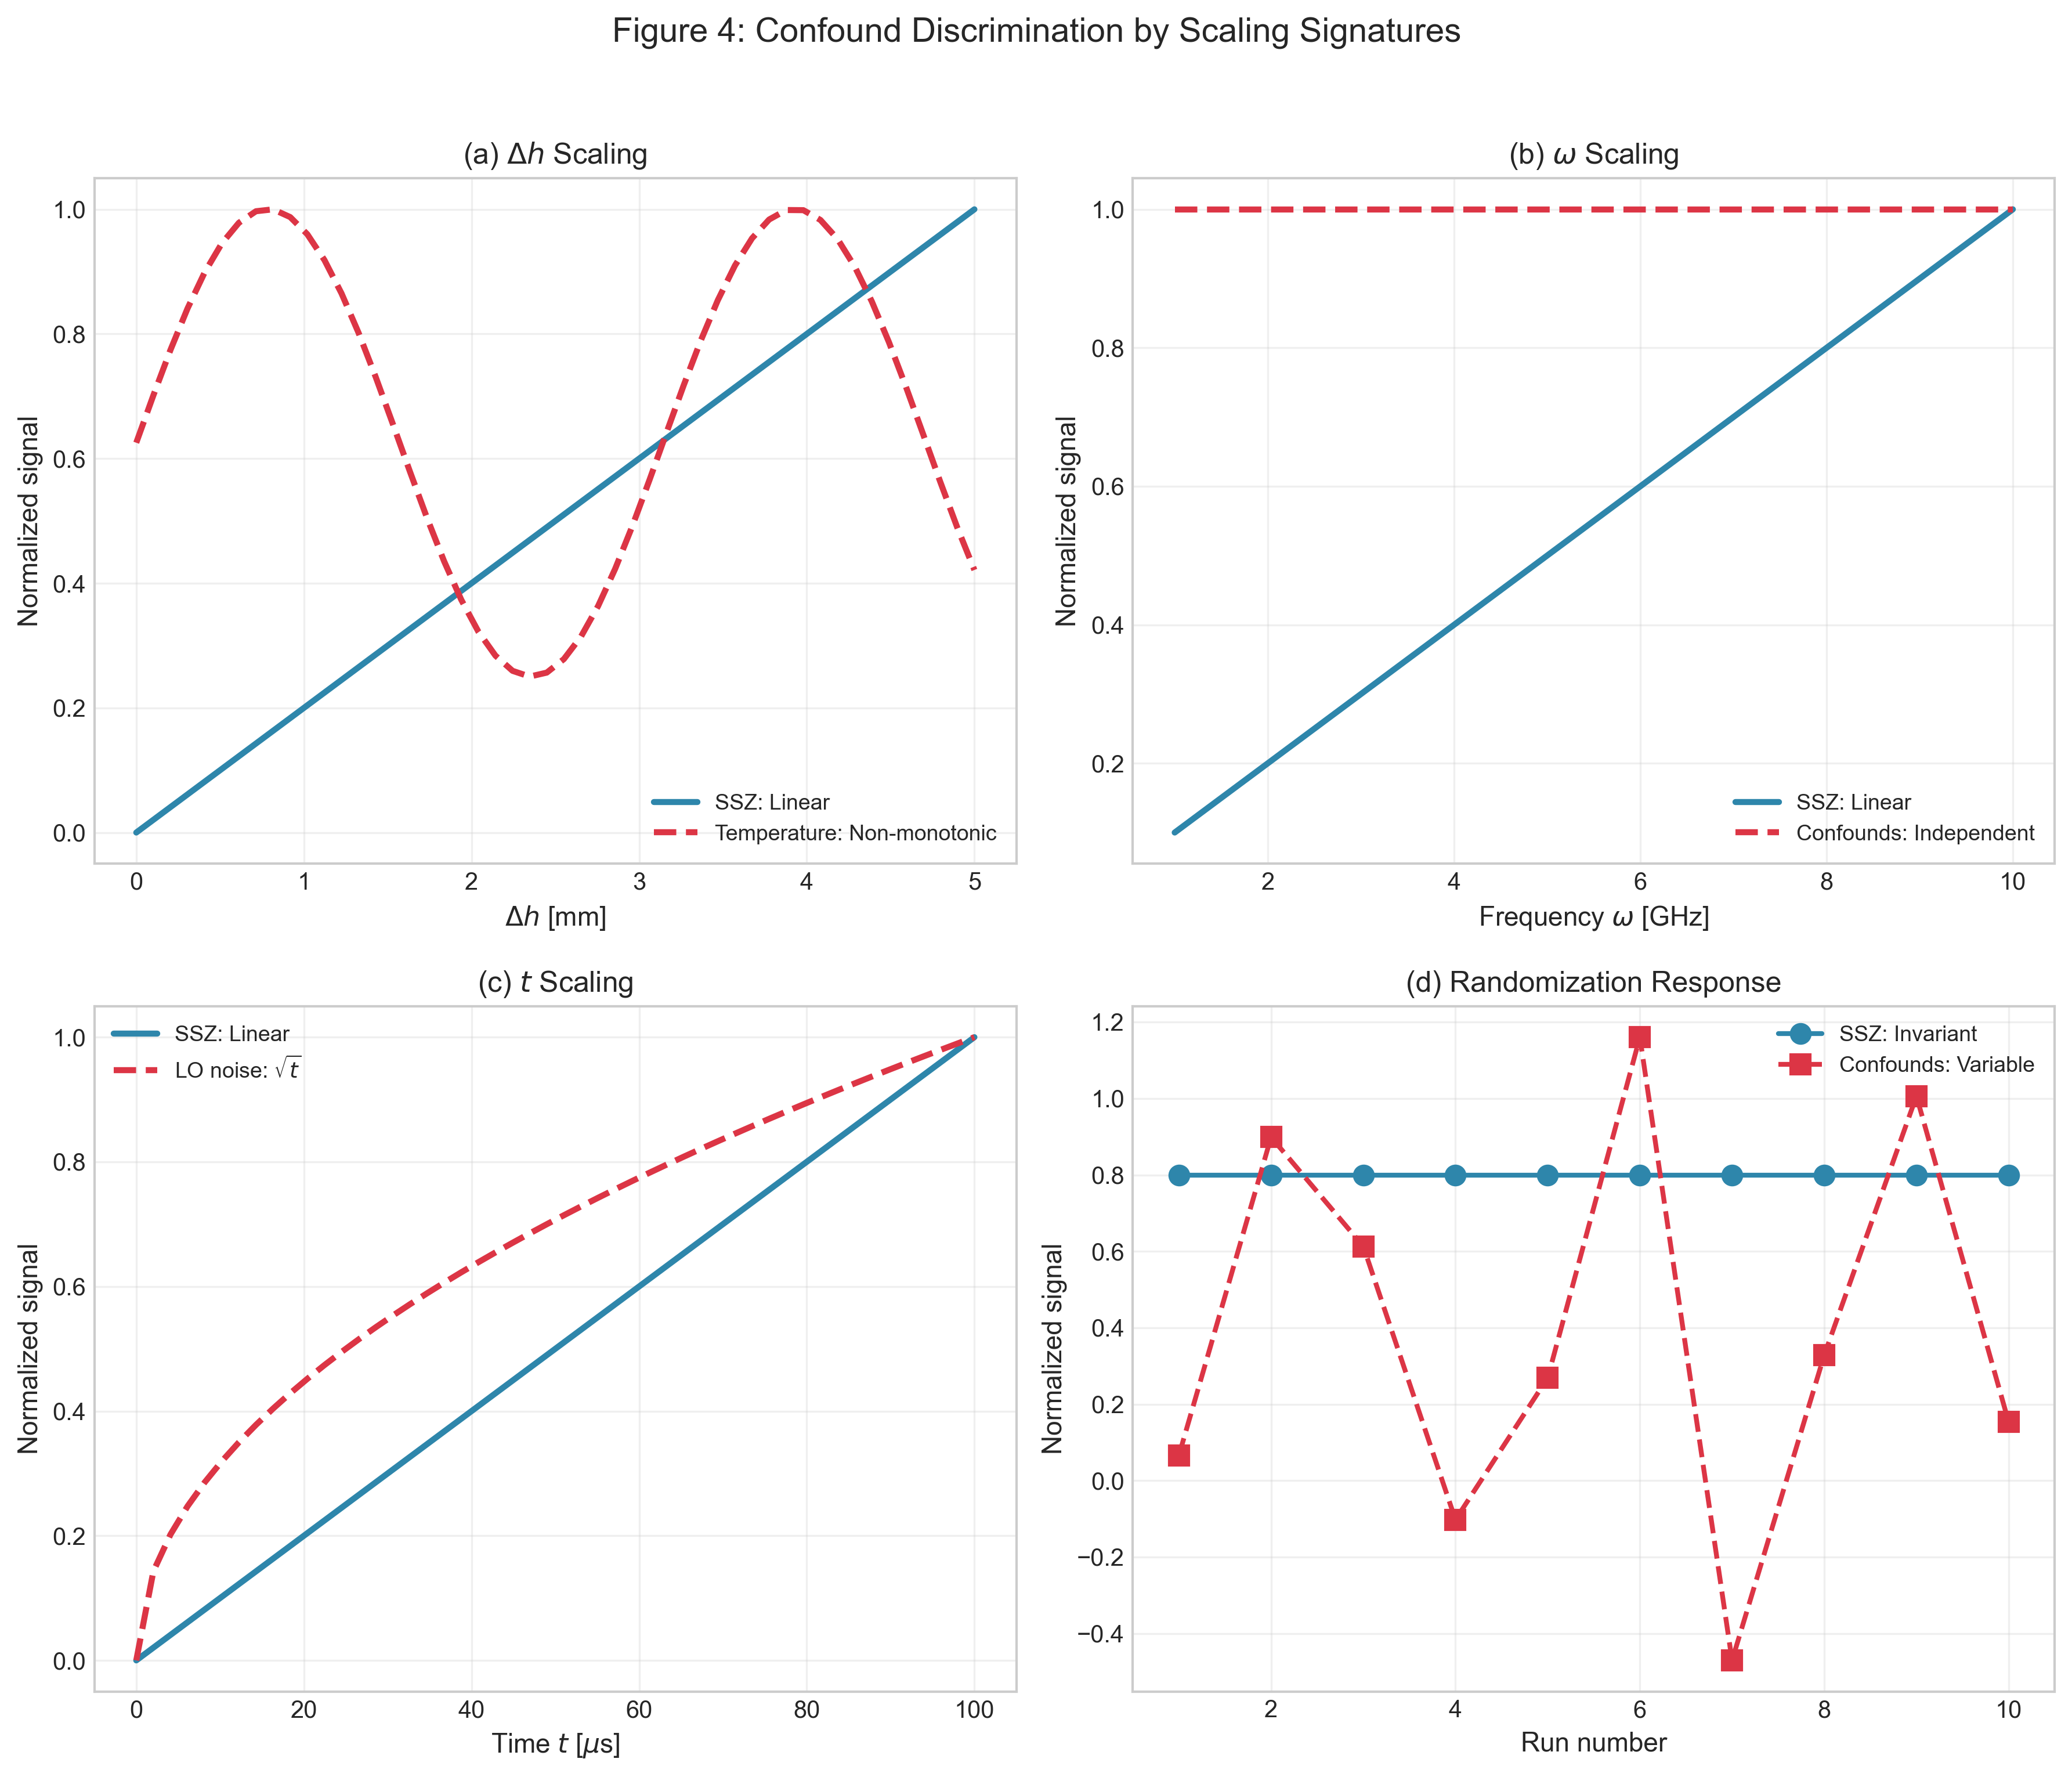 Figure 4: Confound Discrimination by Scaling Signatures
(a) Δh Scaling
Normalized signal
1.0
0.8
0.6
0.4
0.2
0.0
SSZ: Linear
Temperature: Non-monotonic
0 1 2 3 4 5
Δh [mm]
(b) ω Scaling
Normalized signal
1.0
0.8
0.6
0.4
0.2
SSZ: Linear
Confounds: Independent
2 4 6 8 10
Frequency ω [GHz]
(c) t Scaling
Normalized signal
SSZ: Linear
LO noise: √t
1.0
0.8
0.6
0.4
0.2
0.0
0 20 40 60 80 100
Time t [μs]
(d) Randomization Response
Normalized signal
SSZ: Invariant
Confounds: Variable
1.2
1.0
0.8
0.6
0.4
0.2
0.0
−0.2
−0.4
2 4 6 8 10
Run number